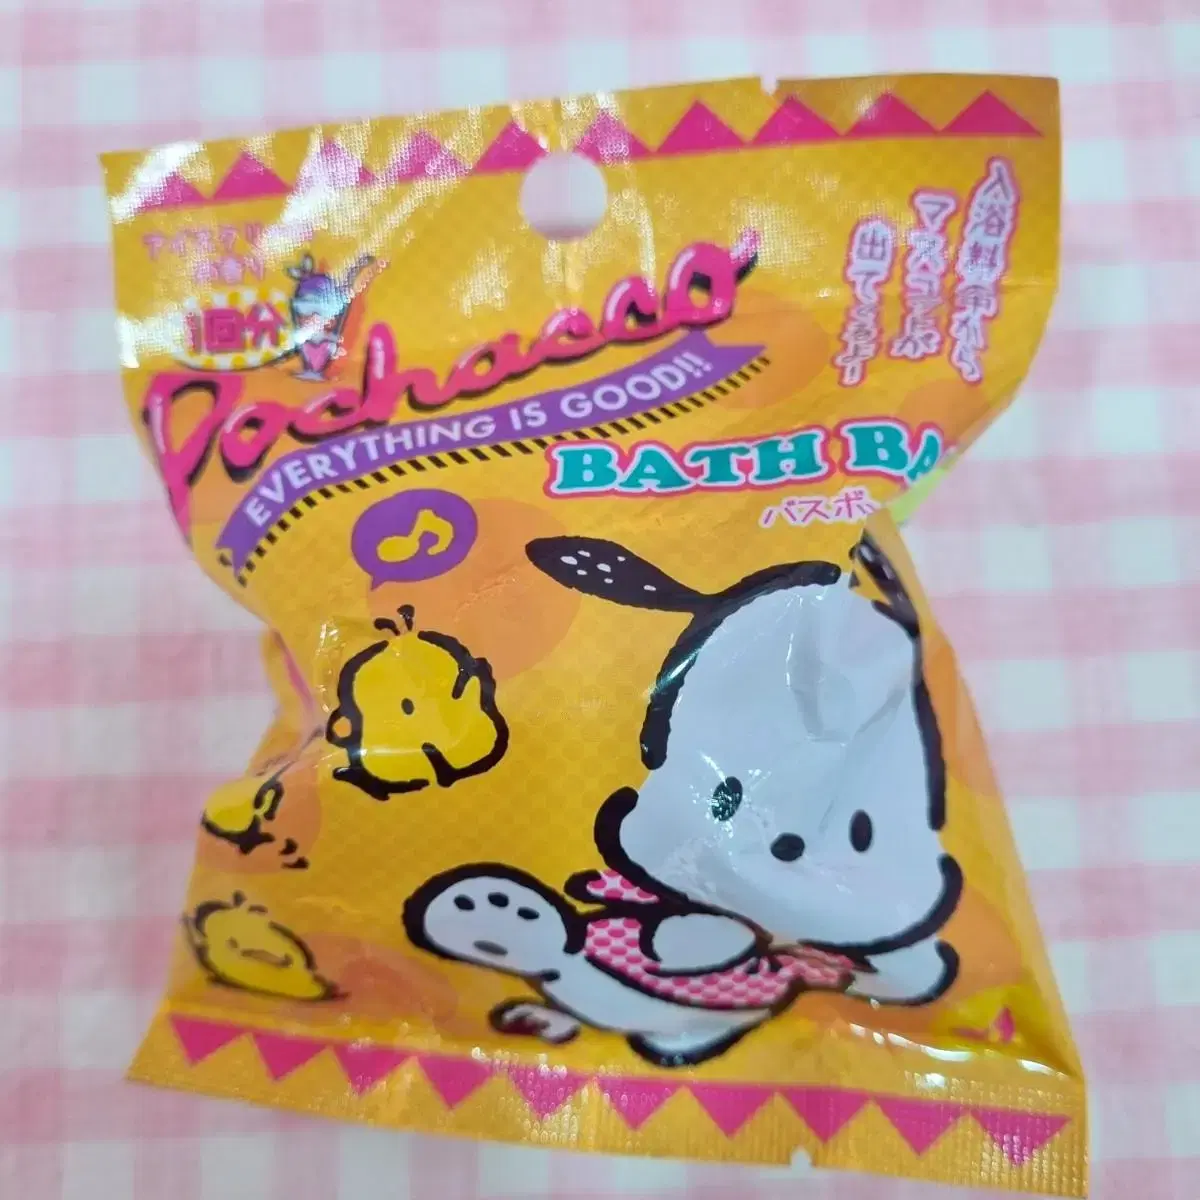 アイスクリーム
の香り
1回分
Pochacco
EVERYTHING IS GOOD!!
入浴料の中から
マスコットが
出てくるよ!
BATH BA
バスボ